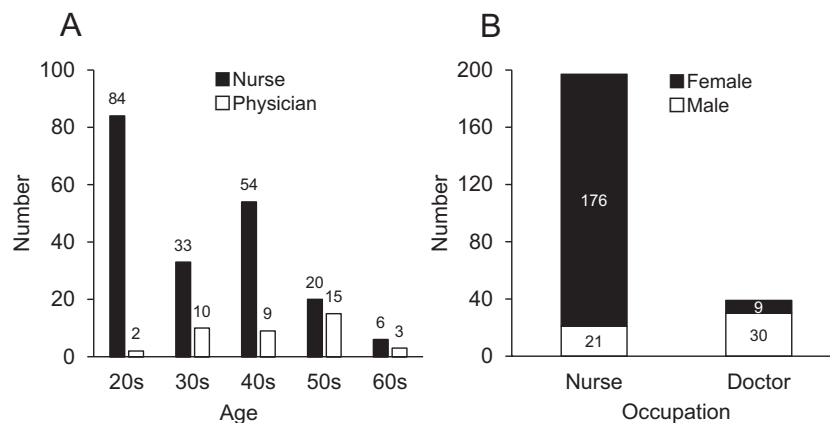 A
Number
100
80
60
40
20
0
Nurse
Physician
84
2
33
10
54
9
20
15
6
3
20s 30s 40s 50s 60s
Age
B
Number
200
160
120
80
40
0
Female
Male
176
21
9
30
Nurse Doctor
Occupation